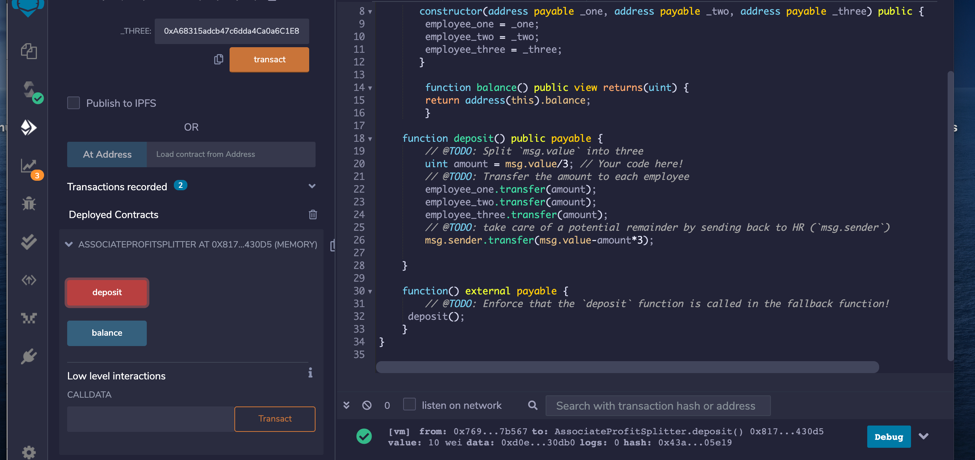 _THREE:
0xA68315adcb47c6dda4Ca0a6C1E8
transact
Publish to IPFS
OR
At Address
Load contract from Address
Transactions recorded 2
Deployed Contracts
ASSOCIATEPROFITSPLITTER AT 0X817...430D5 (MEMORY)
deposit
balance
Low level interactions
i
CALLDATA
Transact
3
8 constructor(address payable _one, address payable _two, address payable _three) public {
9 employee_one = _one;
10 employee_two = _two;
11 employee_three = _three;
12 }
13
14 function balance() public view returns(uint) {
15 return address(this).balance;
16 }
17
18 function deposit() public payable {
19 // @TODO: Split `msg.value` into three
20 uint amount = msg.value/3; // Your code here!
21 // @TODO: Transfer the amount to each employee
22 employee_one.transfer(amount);
23 employee_two.transfer(amount);
24 employee_three.transfer(amount);
25 // @TODO: take care of a potential remainder by sending back to HR (`msg.sender`)
26 msg.sender.transfer(msg.value-amount*3);
27
28 }
29
30 function() external payable {
31 // @TODO: Enforce that the `deposit` function is called in the fallback function!
32 deposit();
33 }
34 }
35
0 listen on network Search with transaction hash or address
[vm] from: 0x769...7b567 to: AssociateProfitSplitter.deposit() 0x817...430d5
value: 10 wei data: 0xd0e...30db0 logs: 0 hash: 0x43a...05e19
Debug